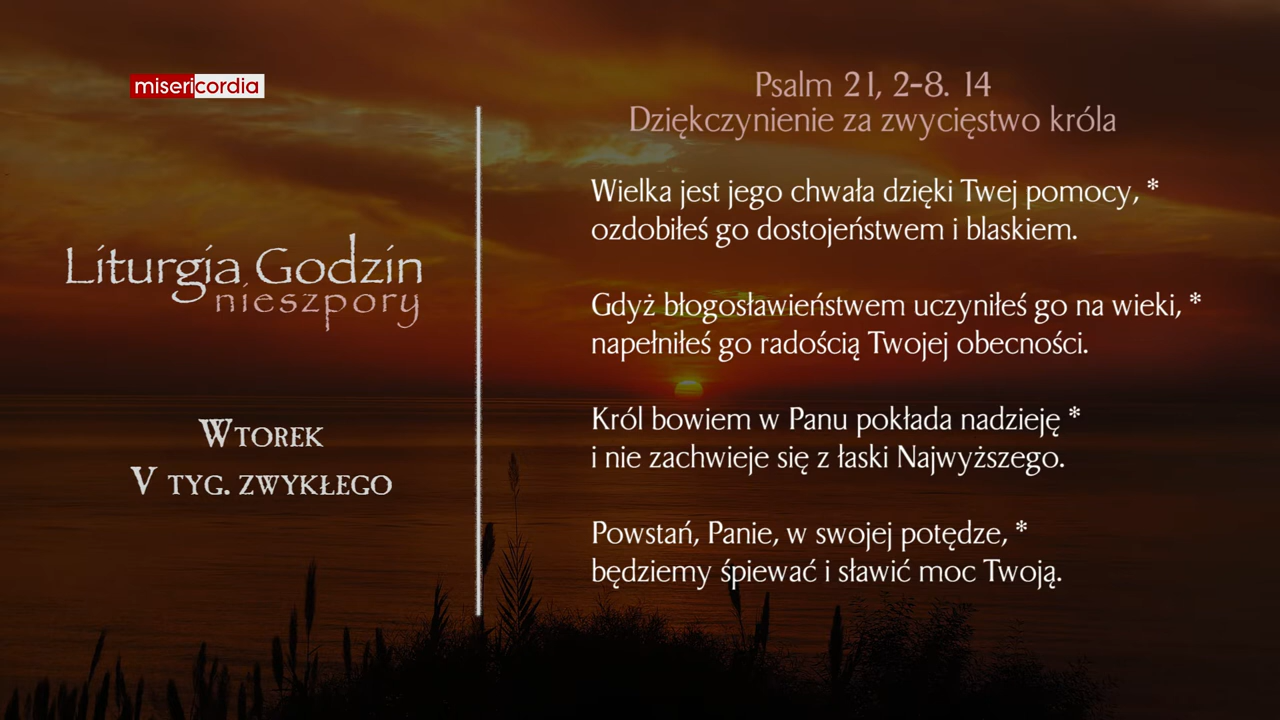 misericordia
Liturgia Godzin
nieszpory
Wtorek
V tyg. zwykłego
Psalm 21, 2-8. 14
Dziękczynienie za zwycięstwo króla
Wielka jest jego chwała dzięki Twej pomocy, *
ozdobiłeś go dostojeństwem i blaskiem.
Gdyż błogosławieństwem uczyniłeś go na wieki, *
napełniłeś go radością Twojej obecności.
Król bowiem w Panu pokłada nadzieję *
i nie zachwieje się z łaski Najwyższego.
Powstań, Panie, w swojej potędze, *
będziemy śpiewać i sławić moc Twoją.